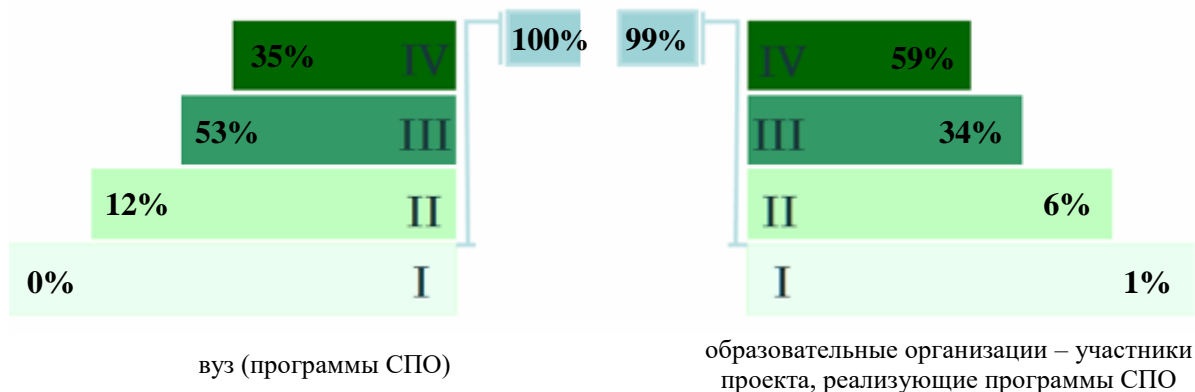 35% IV 100% 99% IV 59%
53% III III 34%
12% II II 6%
0% I I 1%
вуз (программы СПО)
образовательные организации – участники
проекта, реализующие программы СПО